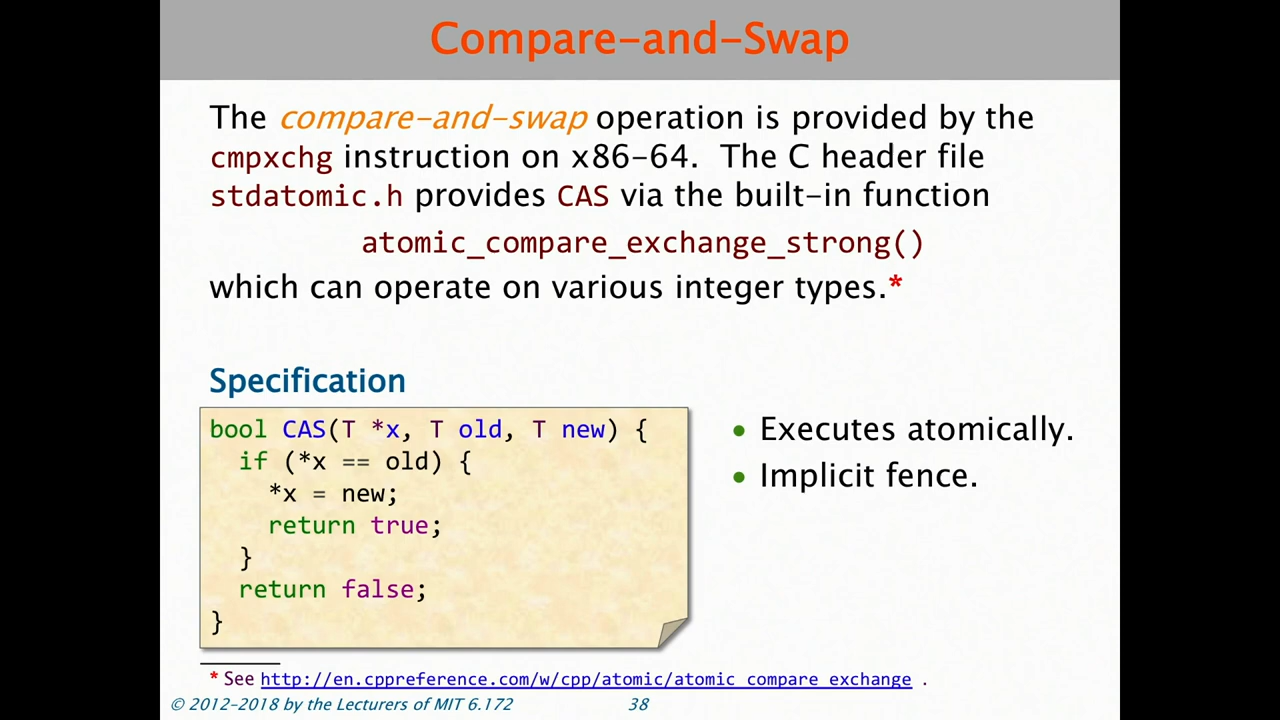 Compare-and-Swap
The compare-and-swap operation is provided by the
cmpxchg instruction on x86-64. The C header file
stdatomic.h provides CAS via the built-in function
atomic_compare_exchange_strong()
which can operate on various integer types.*
Specification
bool CAS(T *x, T old, T new) {
  if (*x == old) {
    *x = new;
    return true;
  }
  return false;
}
• Executes atomically.
• Implicit fence.
* See http://en.cppreference.com/w/cpp/atomic/atomic_compare_exchange .
© 2012-2018 by the Lecturers of MIT 6.172
38